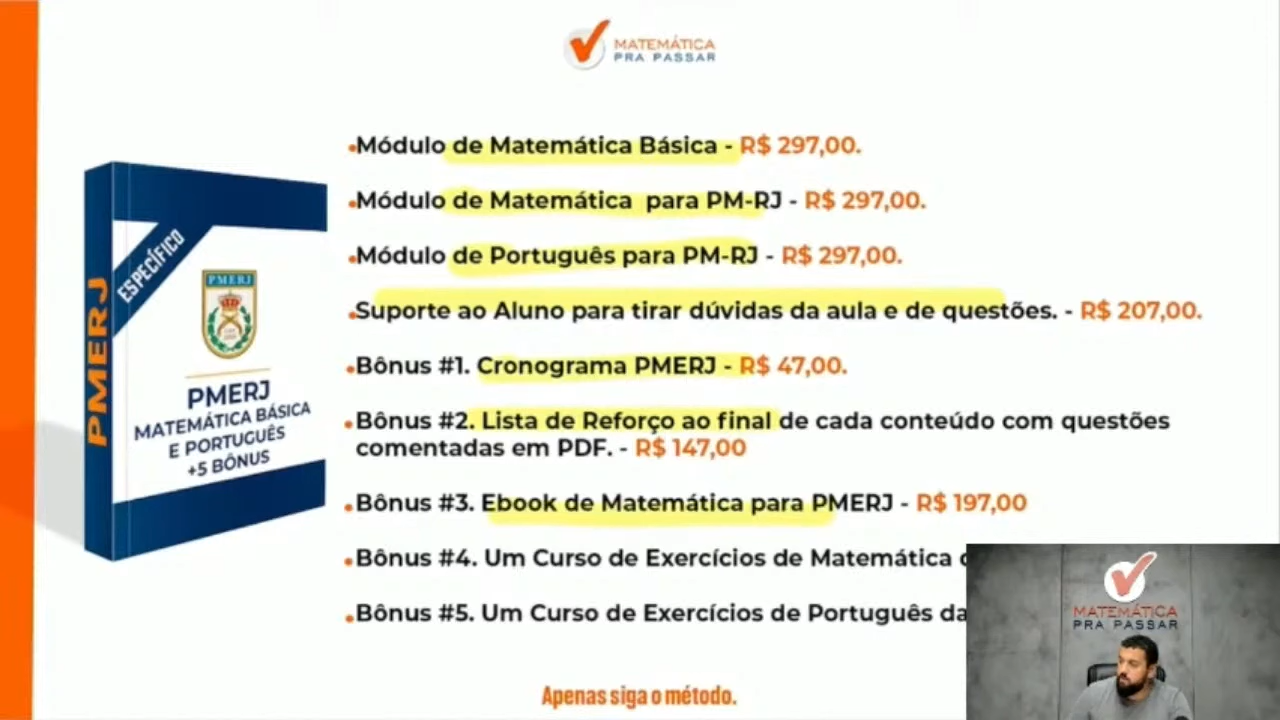 MATEMÁTICA
PRA PASSAR
•Módulo de Matemática Básica - R$ 297,00.
•Módulo de Matemática para PM-RJ - R$ 297,00.
•Módulo de Português para PM-RJ - R$ 297,00.
•Suporte ao Aluno para tirar dúvidas da aula e de questões. - R$ 207,00.
•Bônus #1. Cronograma PMERJ - R$ 47,00.
•Bônus #2. Lista de Reforço ao final de cada conteúdo com questões
comentadas em PDF. - R$ 147,00
•Bônus #3. Ebook de Matemática para PMERJ - R$ 197,00
•Bônus #4. Um Curso de Exercícios de Matemática
•Bônus #5. Um Curso de Exercícios de Português da
Apenas siga o método.
PMERJ
ESPECÍFICO
PMERJ
PMERJ
MATEMÁTICA BÁSICA
E PORTUGUÊS
+5 BÔNUS
MATEMÁTICA
PRA PASSAR